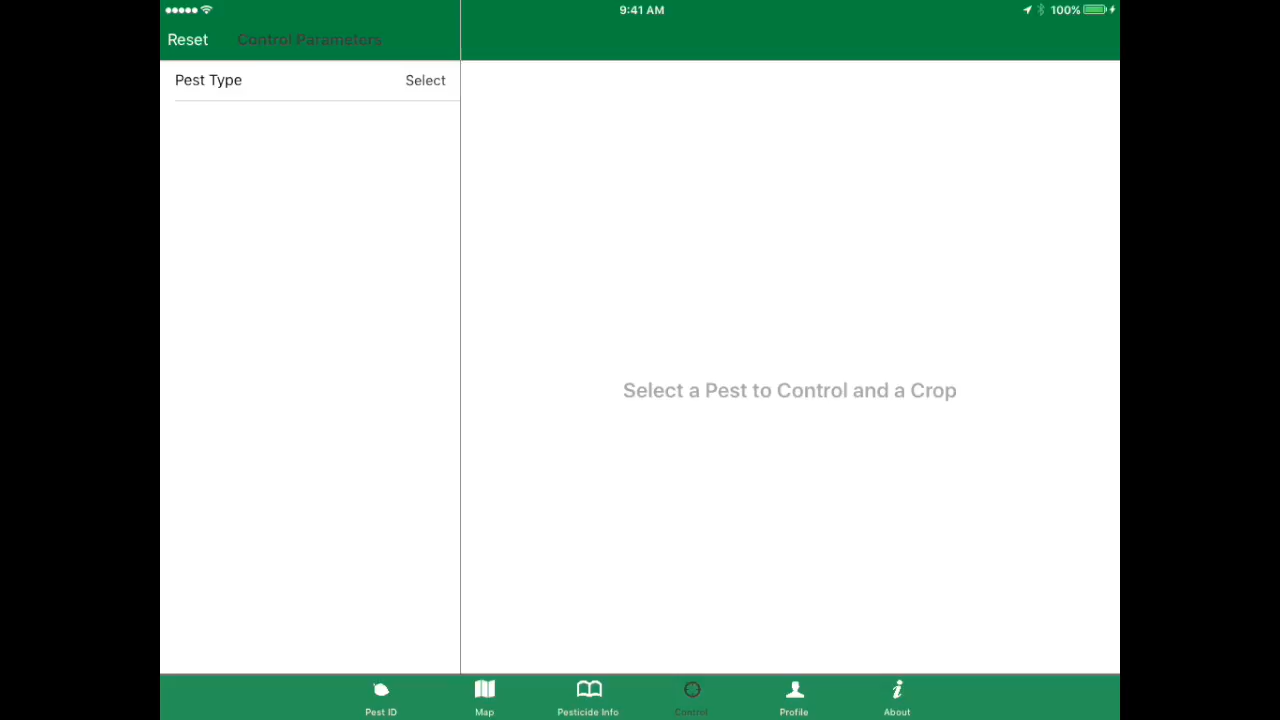 9:41 AM
100%
Reset
Control Parameters
Pest Type
Select
Select a Pest to Control and a Crop
Pest ID
Map
Pesticide Info
Control
Profile
About